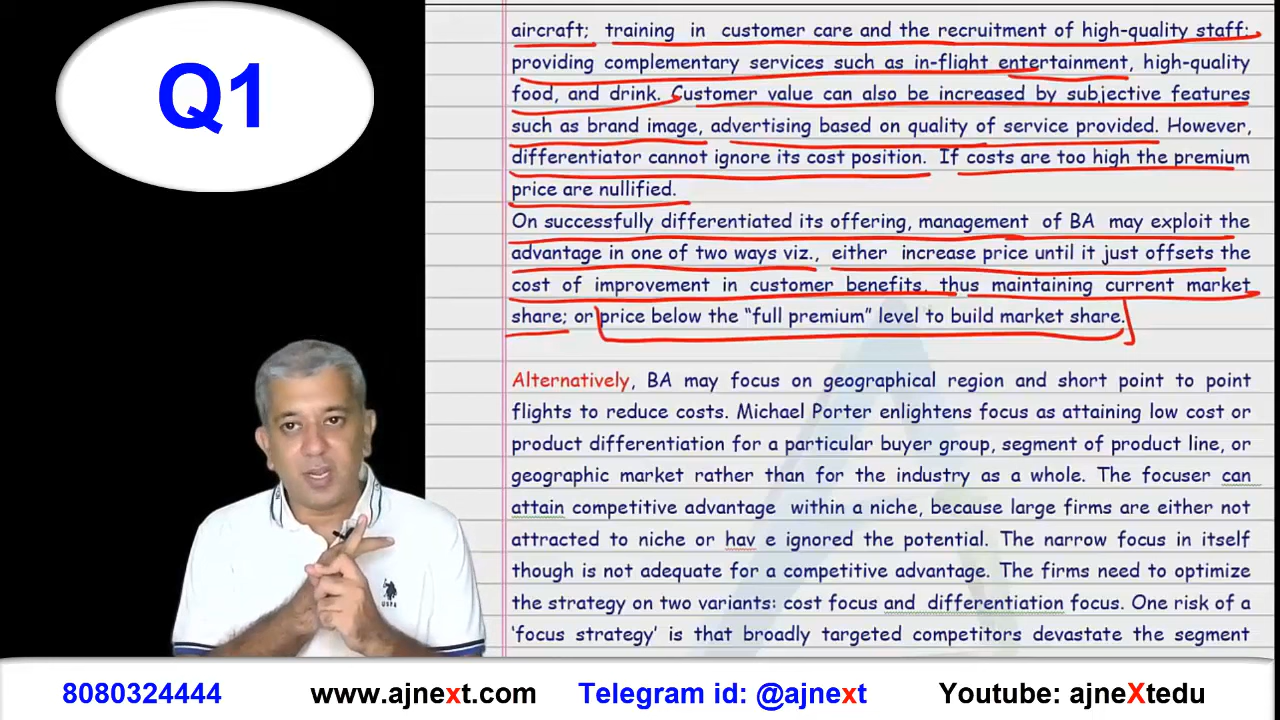 Q1
aircraft; training in customer care and the recruitment of high-quality staff;
providing complementary services such as in-flight entertainment, high-quality
food, and drink. Customer value can also be increased by subjective features
such as brand image, advertising based on quality of service provided. However,
differentiator cannot ignore its cost position. If costs are too high the premium
price are nullified.
On successfully differentiated its offering, management of BA may exploit the
advantage in one of two ways viz., either increase price until it just offsets the
cost of improvement in customer benefits, thus maintaining current market
share; or price below the “full premium” level to build market share.
Alternatively, BA may focus on geographical region and short point to point
flights to reduce costs. Michael Porter enlightens focus as attaining low cost or
product differentiation for a particular buyer group, segment of product line, or
geographic market rather than for the industry as a whole. The focuser can
attain competitive advantage within a niche, because large firms are either not
attracted to niche or hav e ignored the potential. The narrow focus in itself
though is not adequate for a competitive advantage. The firms need to optimize
the strategy on two variants: cost focus and differentiation focus. One risk of a
‘focus strategy’ is that broadly targeted competitors devastate the segment
USPA
8080324444 www.ajnext.com Telegram id: @ajnext Youtube: ajneXtedu